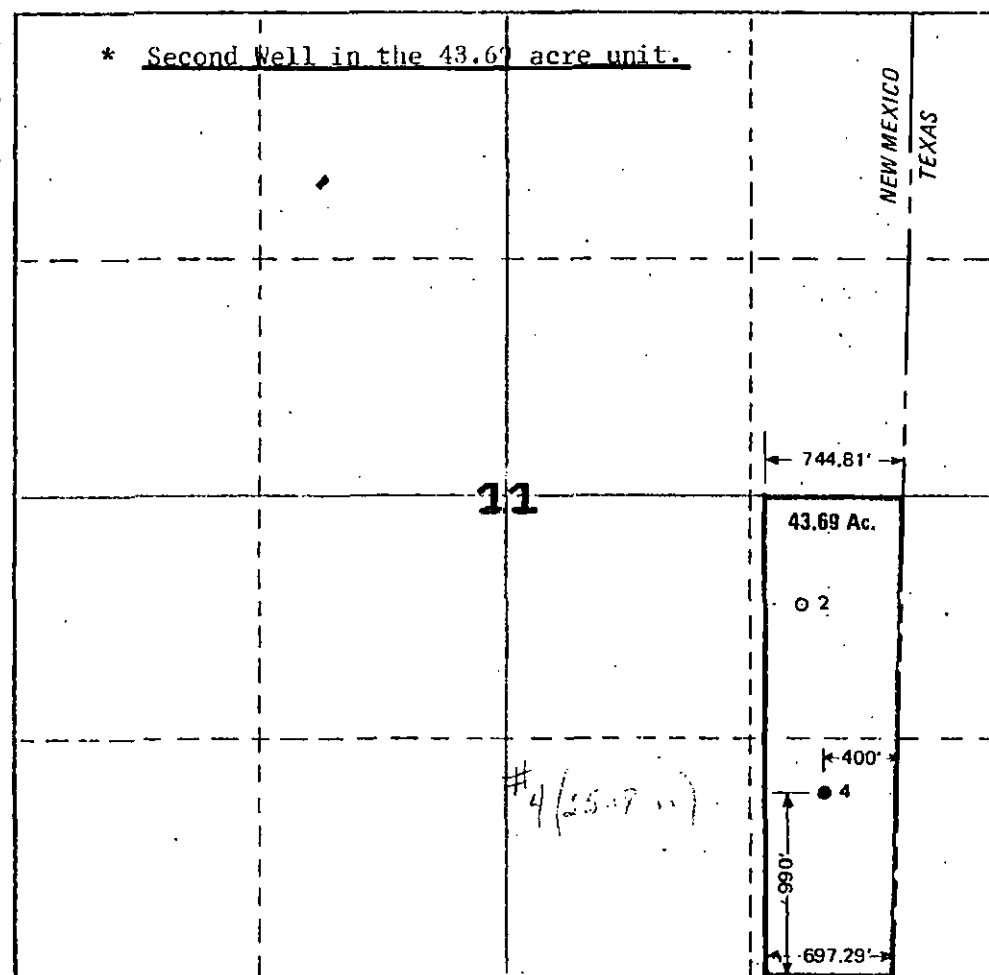 * Second Well in the 43.69 acre unit.
NEW MEXICO
TEXAS
744.81'
11
43.69 Ac.
2
400'
4
#4
990'
697.29'